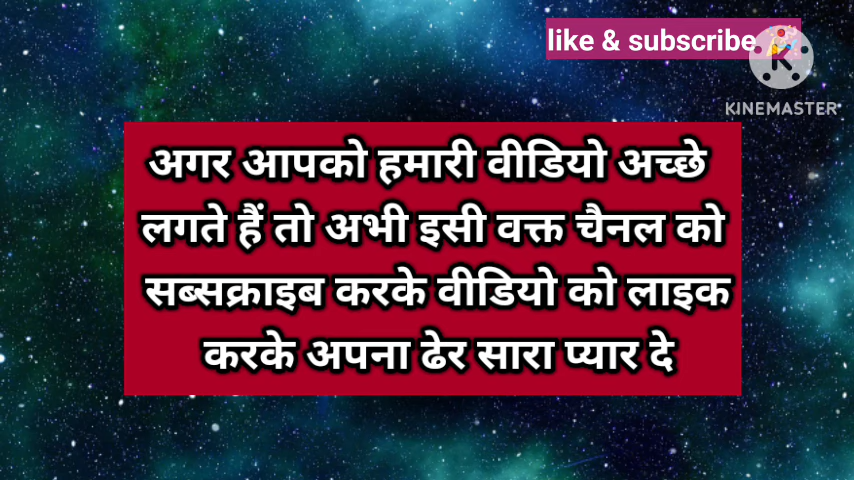 like & subscribe
KINEMASTER
अगर आपको हमारी वीडियो अच्छे
लगते हैं तो अभी इसी वक्त चैनल को
सब्सक्राइब करके वीडियो को लाइक
करके अपना ढेर सारा प्यार दे